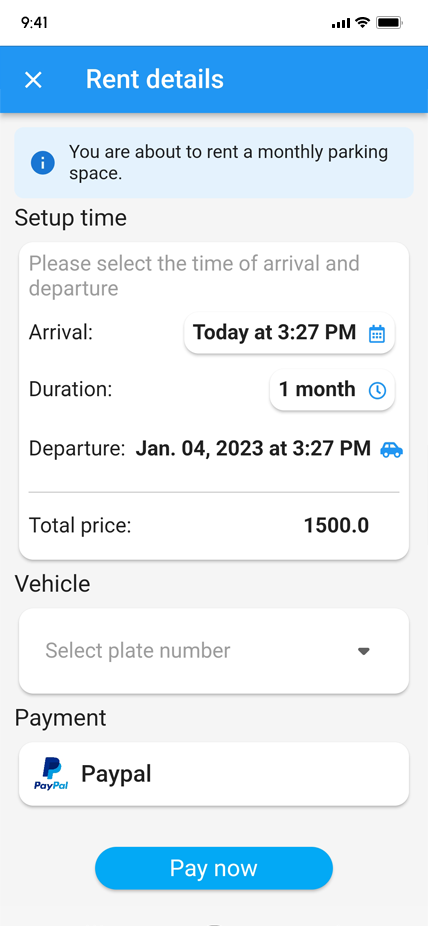 9:41
Rent details
You are about to rent a monthly parking
space.
Setup time
Please select the time of arrival and
departure
Arrival: Today at 3:27 PM
Duration: 1 month
Departure: Jan. 04, 2023 at 3:27 PM
Total price: 1500.0
Vehicle
Select plate number
Payment
PayPal Paypal
Pay now